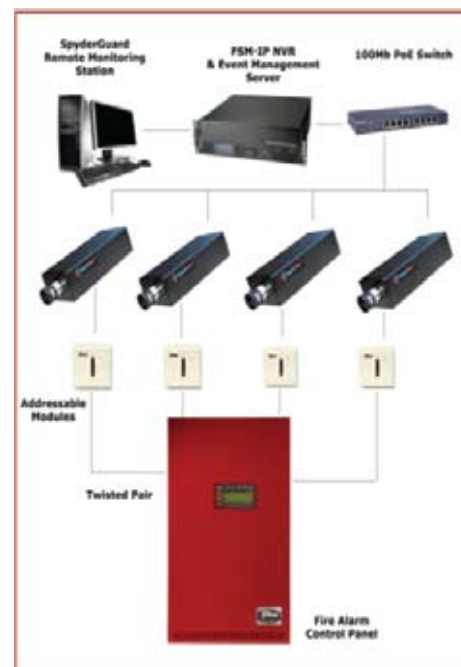 SpyderGuard
Remote Monitoring
Station
FSM-IP NVR
& Event Management
Server
100Mb PoE Switch
Addressable
Modules
Twisted Pair
Fire Alarm
Control Panel